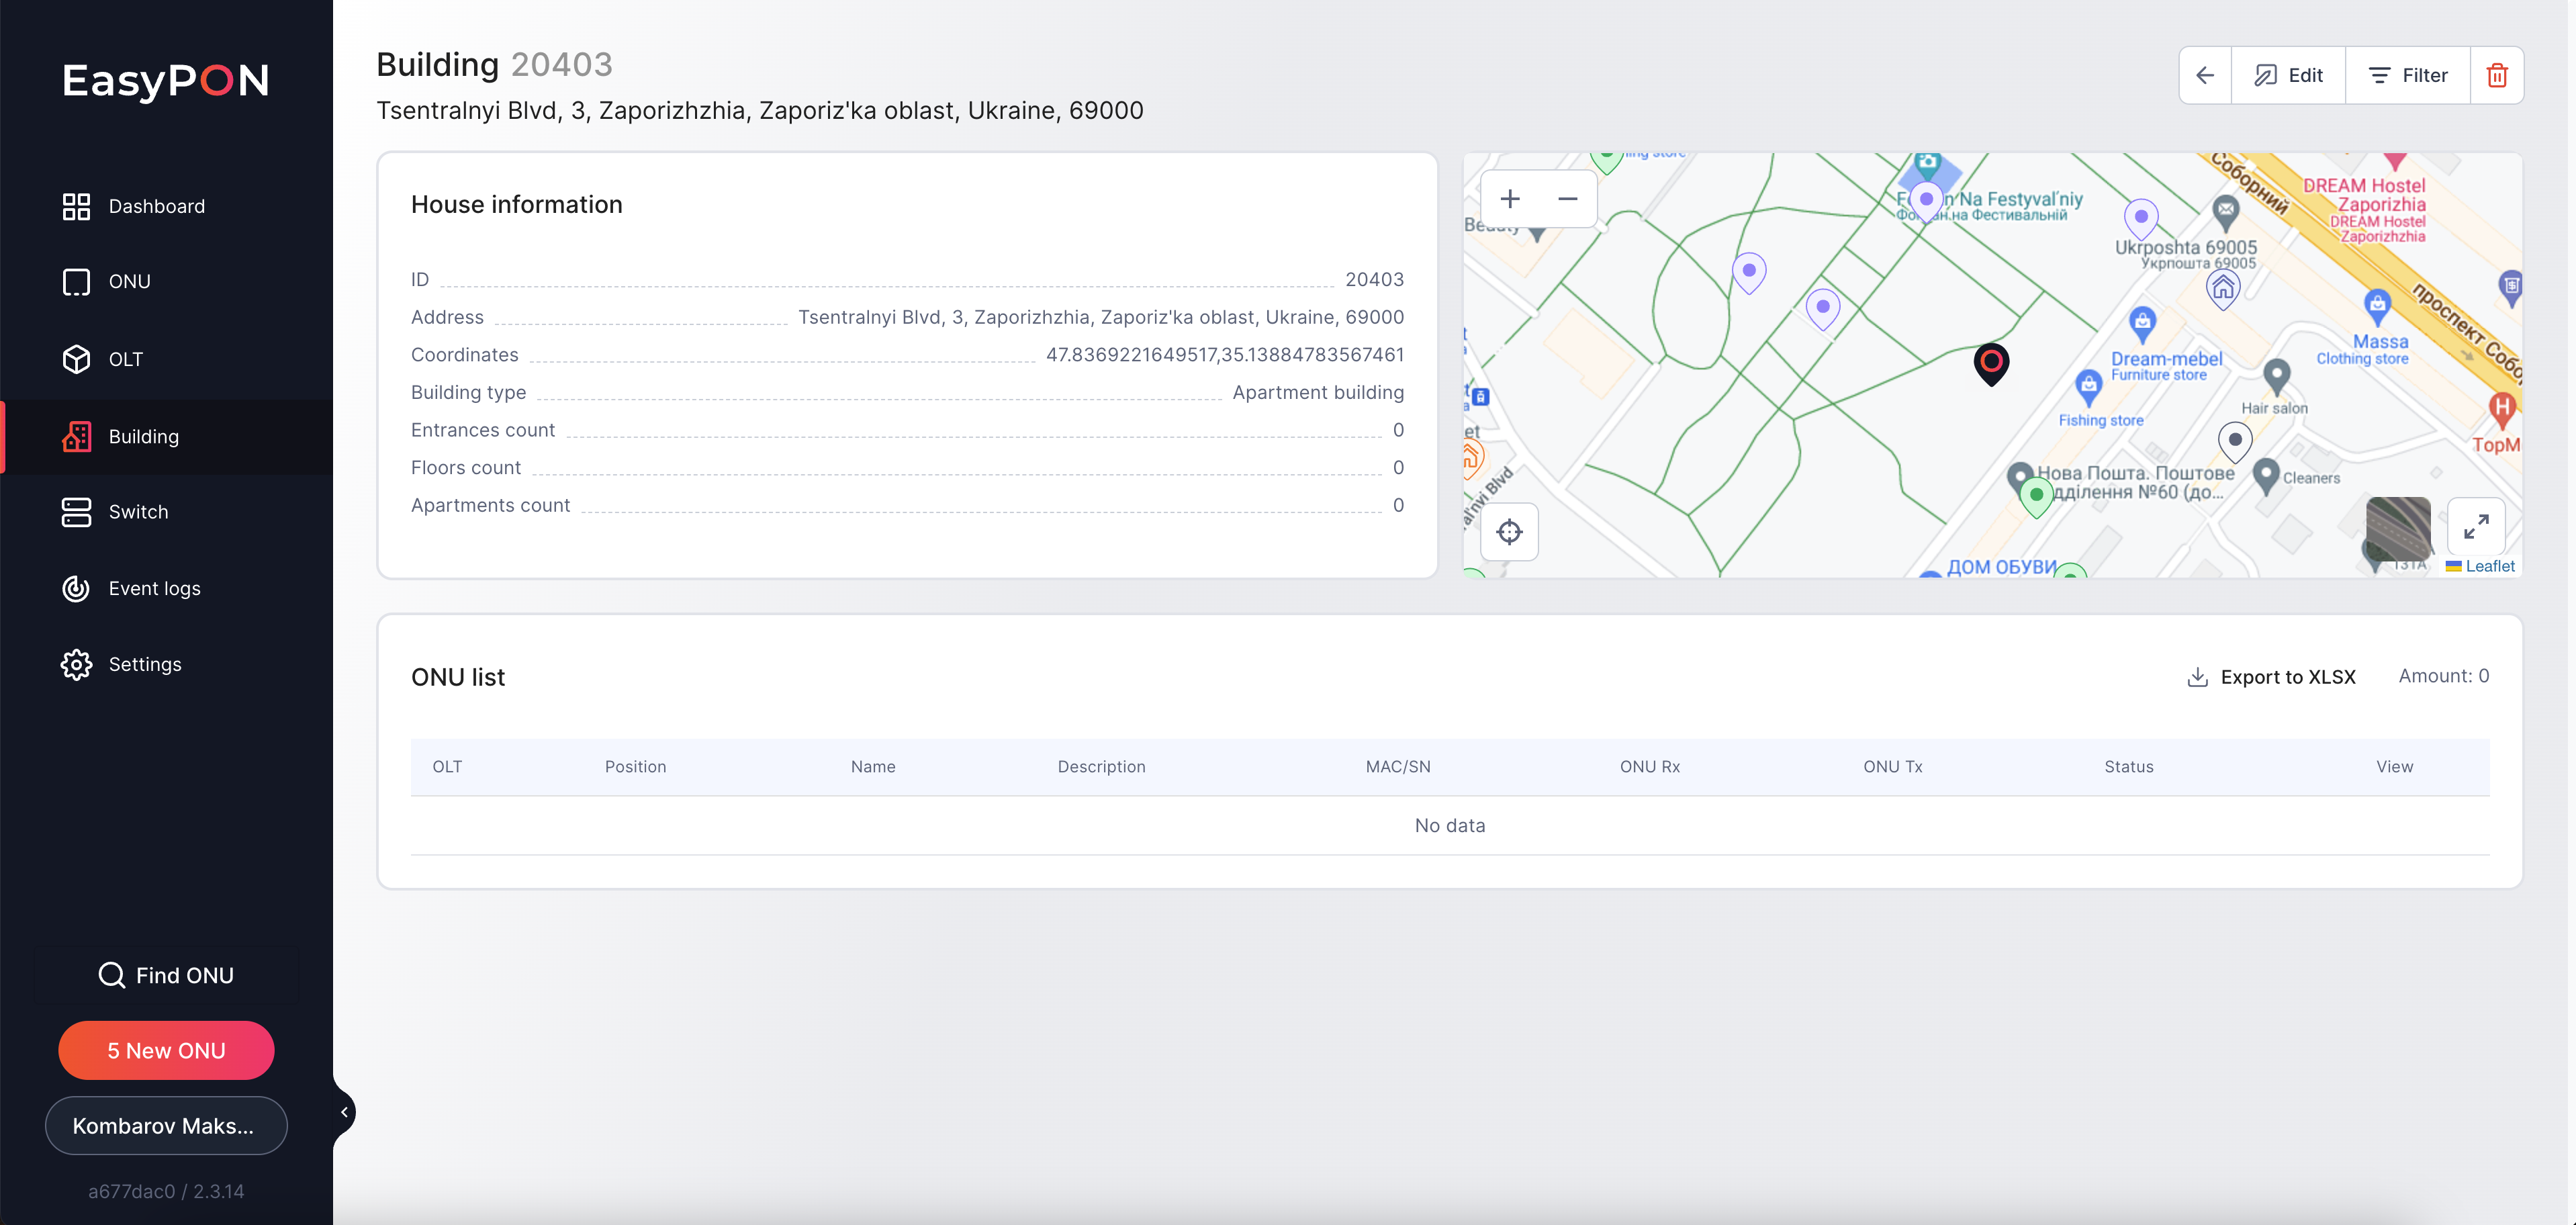 EasyPON
Dashboard
ONU
OLT
Building
Switch
Event logs
Settings
Find ONU
5 New ONU
Kombarov Maks...
a677dac0 / 2.3.14
Building 20403
Tsentralnyi Blvd, 3, Zaporizhzhia, Zaporiz'ka oblast, Ukraine, 69000
Edit
Filter
House information
ID 20403
Address Tsentralnyi Blvd, 3, Zaporizhzhia, Zaporiz'ka oblast, Ukraine, 69000
Coordinates 47.8369221649517,35.13884783567461
Building type Apartment building
Entrances count 0
Floors count 0
Apartments count 0
store
Na Festyval'niy
на Фестивальній
Соборний
DREAM Hostel
Zaporizhzhia
DREAM Hostel
Zaporizhzhia
Ukrposhta 69005
Укрпошта 69005
проспект Собо
Massa
Clothing store
Dream-mebel
Furniture store
Fishing store
Hair salon
H
ТорМ
Нова Пошта. Поштове
ідділення №60 (до...
Cleaners
Blvd
ДОМ ОБУВИ
131А
Leaflet
ONU list
Export to XLSX
Amount: 0
OLT Position Name Description MAC/SN ONU Rx ONU Tx Status View
No data